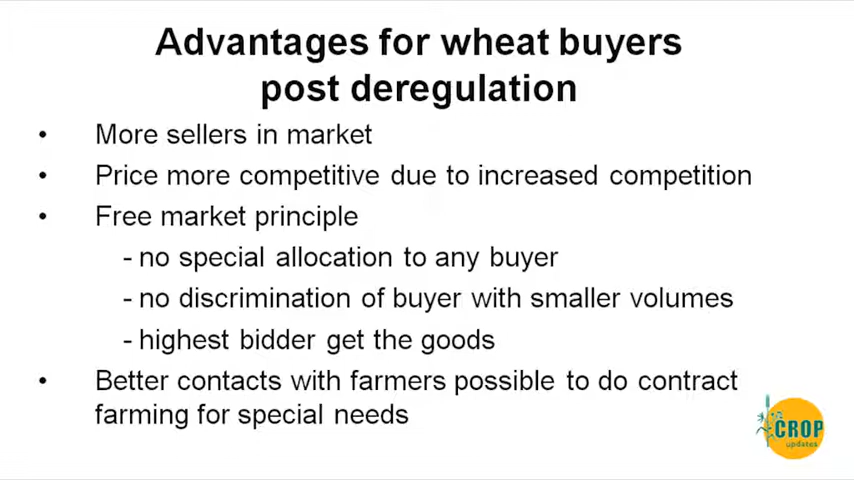 Advantages for wheat buyers
post deregulation
• More sellers in market
• Price more competitive due to increased competition
• Free market principle
- no special allocation to any buyer
- no discrimination of buyer with smaller volumes
- highest bidder get the goods
• Better contacts with farmers possible to do contract
farming for special needs
CROP
updates